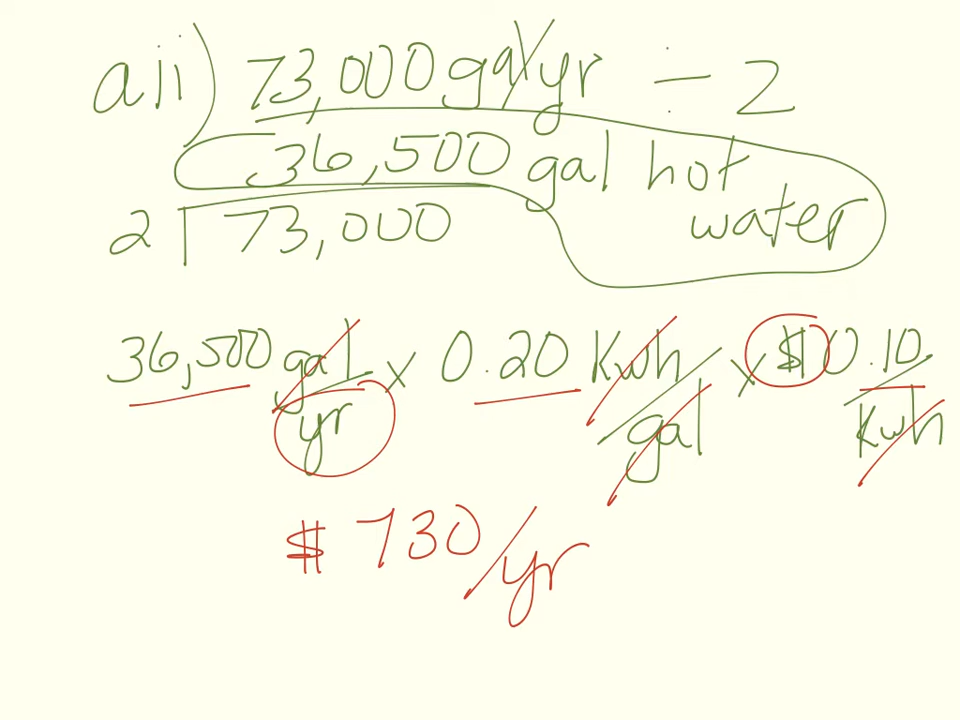 aii) 73,000 gal/yr ÷ 2
36,500 gal hot
water
2 73,000
36,500 gal/yr x 0.20 Kwh/gal x $0.10/Kwh
$ 730/yr